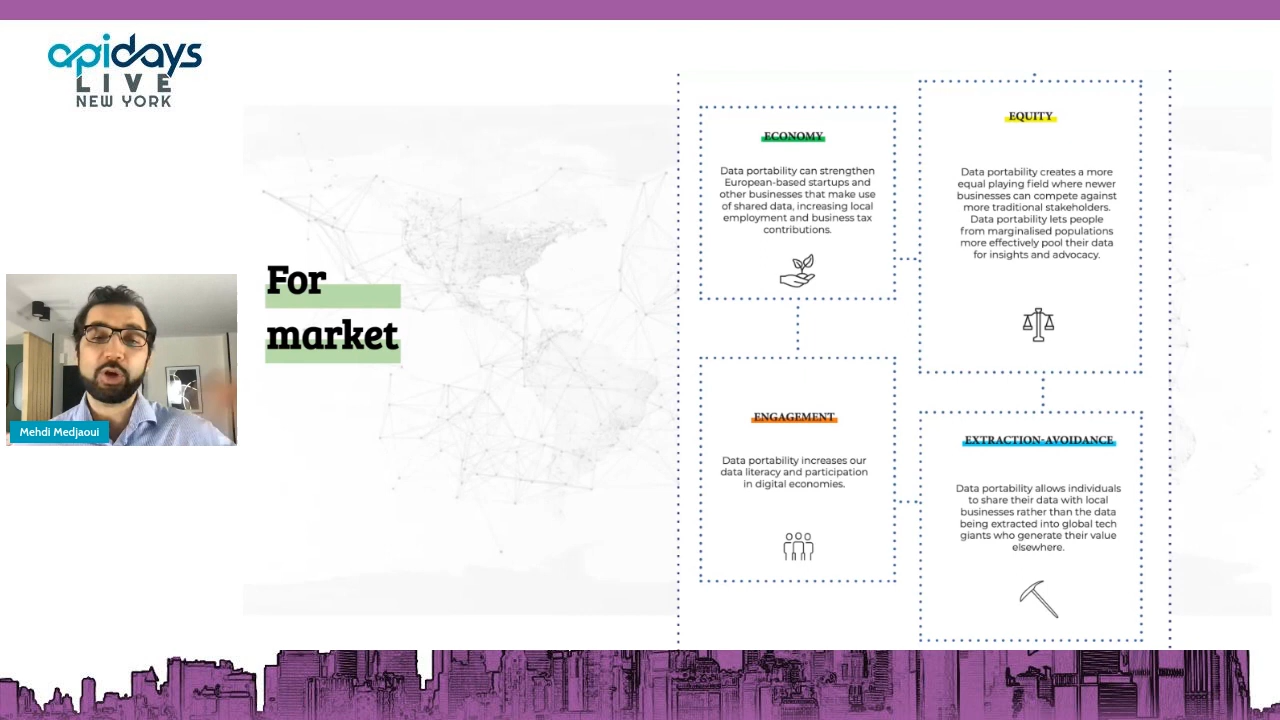 apidays
LIVE
NEW YORK
Mehdi Medjaoui
For
market
ECONOMY
Data portability can strengthen
European-based startups and
other businesses that make use
of shared data, increasing local
employment and business tax
contributions.
EQUITY
Data portability creates a more
equal playing field where newer
businesses can compete against
more traditional stakeholders.
Data portability lets people
from marginalised populations
more effectively pool their data
for insights and advocacy.
ENGAGEMENT
Data portability increases our
data literacy and participation
in digital economies.
EXTRACTION-AVOIDANCE
Data portability allows individuals
to share their data with local
businesses rather than the data
being extracted into global tech
giants who generate their value
elsewhere.